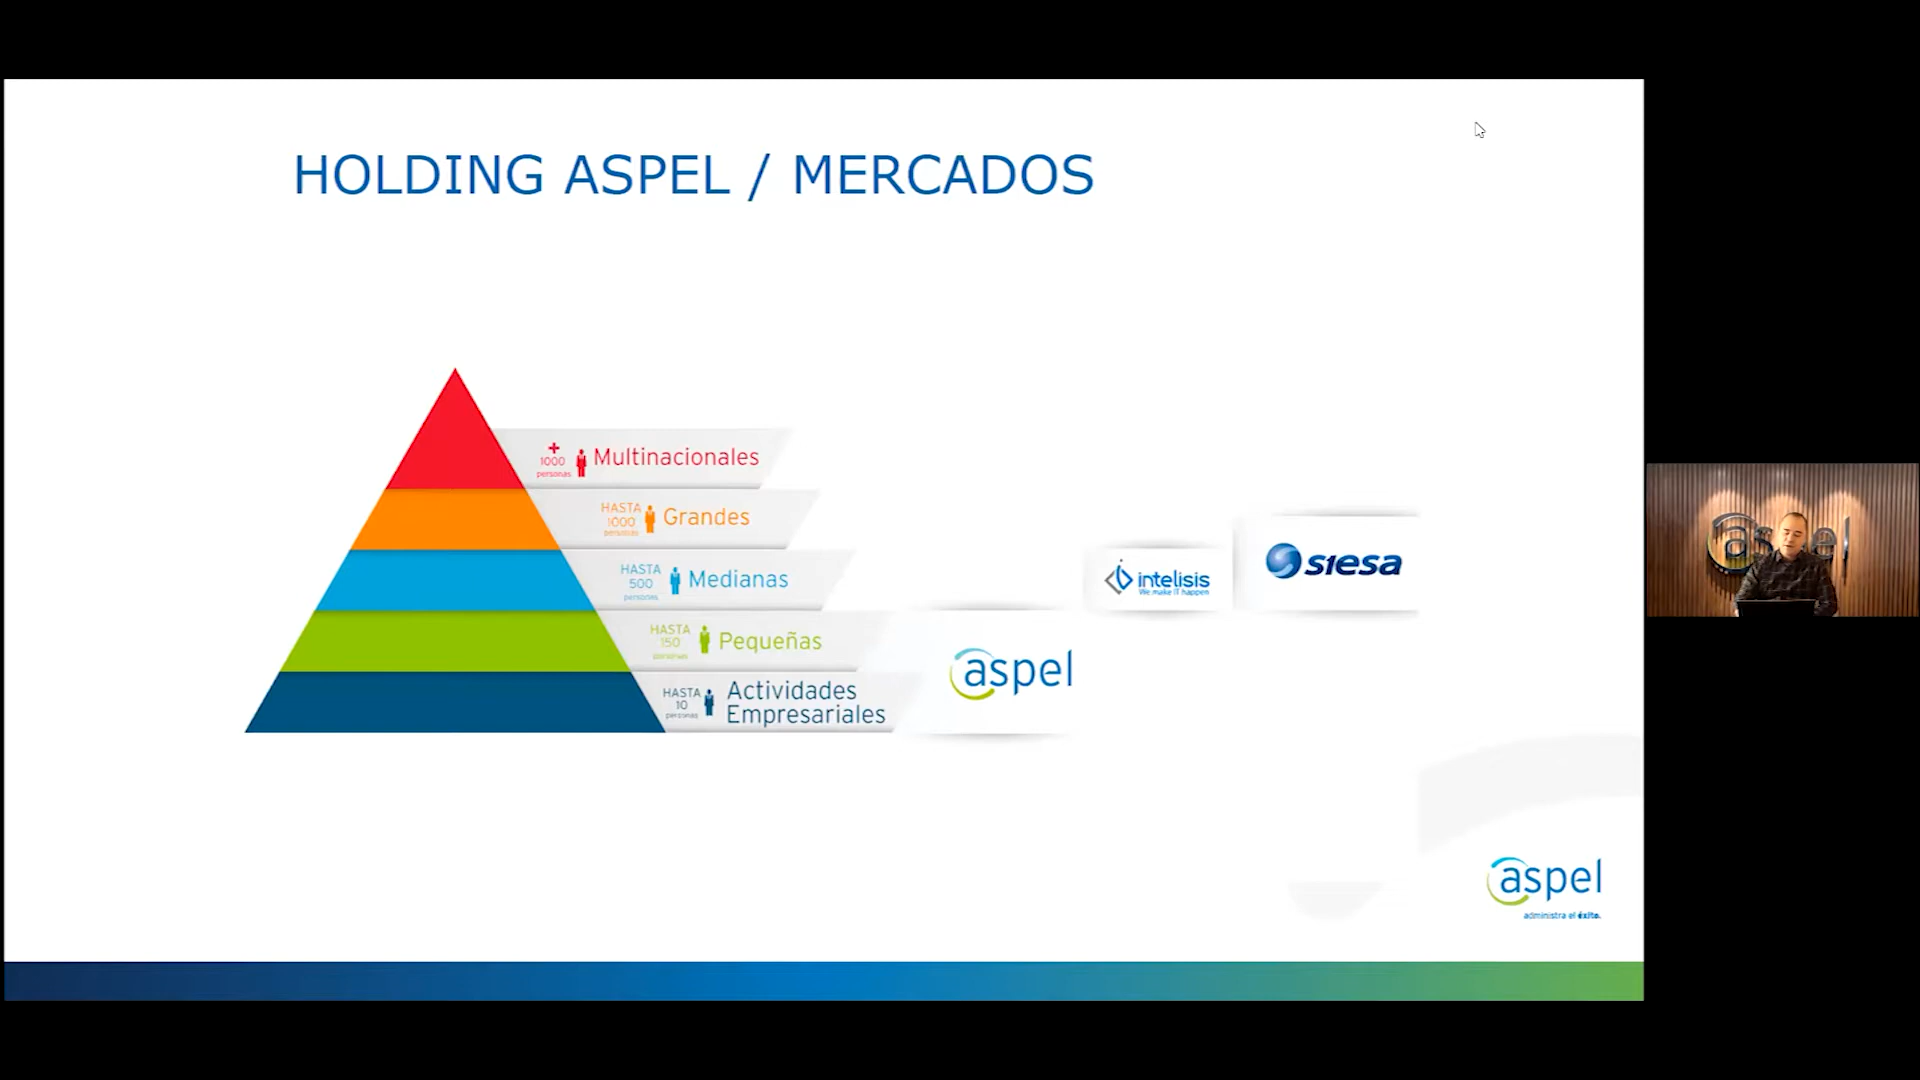 HOLDING ASPEL / MERCADOS
+
1000
personas
Multinacionales
HASTA
1000
personas
Grandes
HASTA
500
personas
Medianas
HASTA
150
personas
Pequeñas
HASTA
10
personas
Actividades
Empresariales
aspel
intelisis
We make IT happen
siesa
aspel
administra el éxito.
aspel